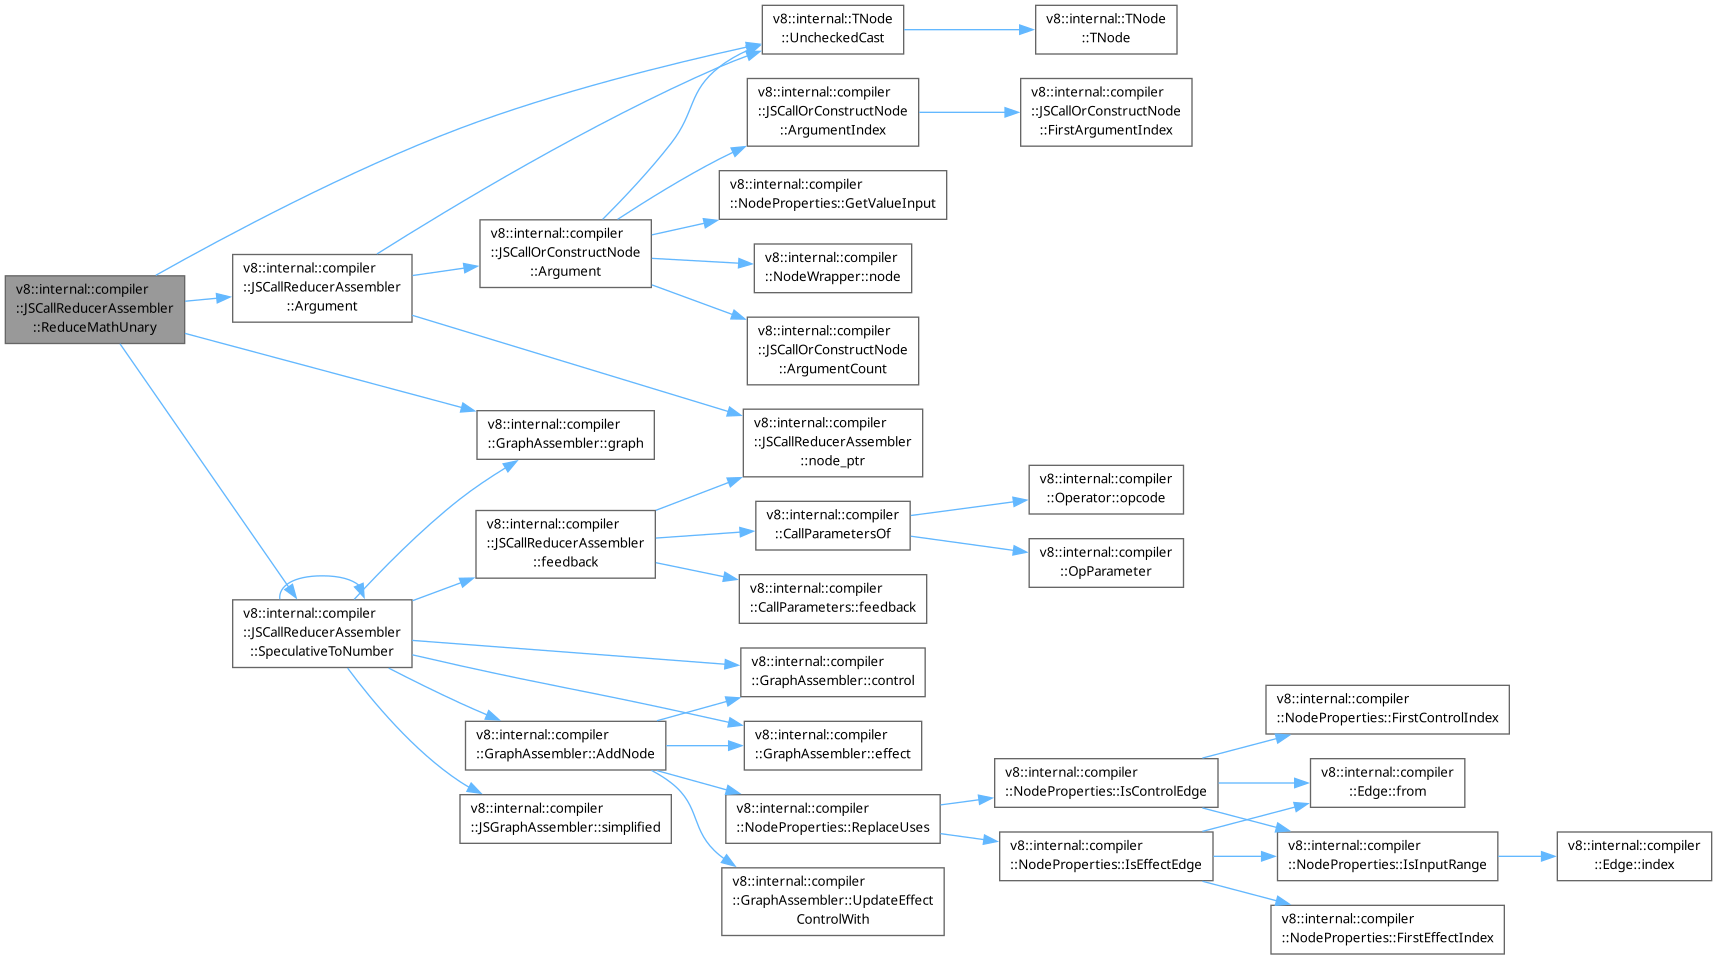 v8::internal::compiler
::JSCallReducerAssembler
::ReduceMathUnary
v8::internal::compiler
::JSCallReducerAssembler
::Argument
v8::internal::compiler
::JSCallReducerAssembler
::SpeculativeToNumber
v8::internal::compiler
::JSCallOrConstructNode
::Argument
v8::internal::compiler
::GraphAssembler::graph
v8::internal::compiler
::JSCallReducerAssembler
::feedback
v8::internal::compiler
::GraphAssembler::AddNode
v8::internal::compiler
::JSGraphAssembler::simplified
v8::internal::TNode
::UncheckedCast
v8::internal::compiler
::JSCallOrConstructNode
::ArgumentIndex
v8::internal::compiler
::NodeProperties::GetValueInput
v8::internal::compiler
::NodeWrapper::node
v8::internal::compiler
::JSCallOrConstructNode
::ArgumentCount
v8::internal::compiler
::JSCallReducerAssembler
::node_ptr
v8::internal::compiler
::CallParametersOf
v8::internal::compiler
::CallParameters::feedback
v8::internal::compiler
::GraphAssembler::control
v8::internal::compiler
::GraphAssembler::effect
v8::internal::compiler
::NodeProperties::ReplaceUses
v8::internal::compiler
::GraphAssembler::UpdateEffect
ControlWith
v8::internal::TNode
::TNode
v8::internal::compiler
::JSCallOrConstructNode
::FirstArgumentIndex
v8::internal::compiler
::Operator::opcode
v8::internal::compiler
::OpParameter
v8::internal::compiler
::NodeProperties::IsControlEdge
v8::internal::compiler
::NodeProperties::IsEffectEdge
v8::internal::compiler
::NodeProperties::FirstControlIndex
v8::internal::compiler
::Edge::from
v8::internal::compiler
::NodeProperties::IsInputRange
v8::internal::compiler
::NodeProperties::FirstEffectIndex
v8::internal::compiler
::Edge::index